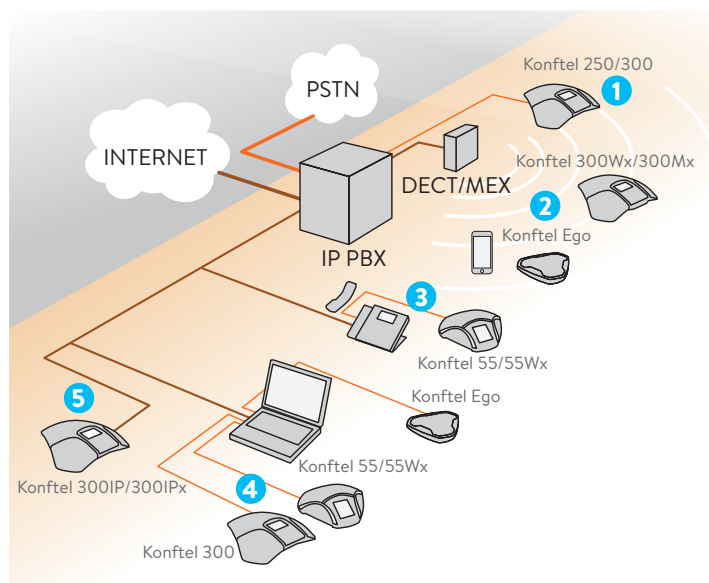 Konftel 250/300
1
PSTN
INTERNET
DECT/MEX
Konftel 300Wx/300Mx
2
Konftel Ego
IP PBX
3
Konftel 55/55Wx
Konftel Ego
5
Konftel 55/55Wx
Konftel 300IP/300IPx
4
Konftel 300